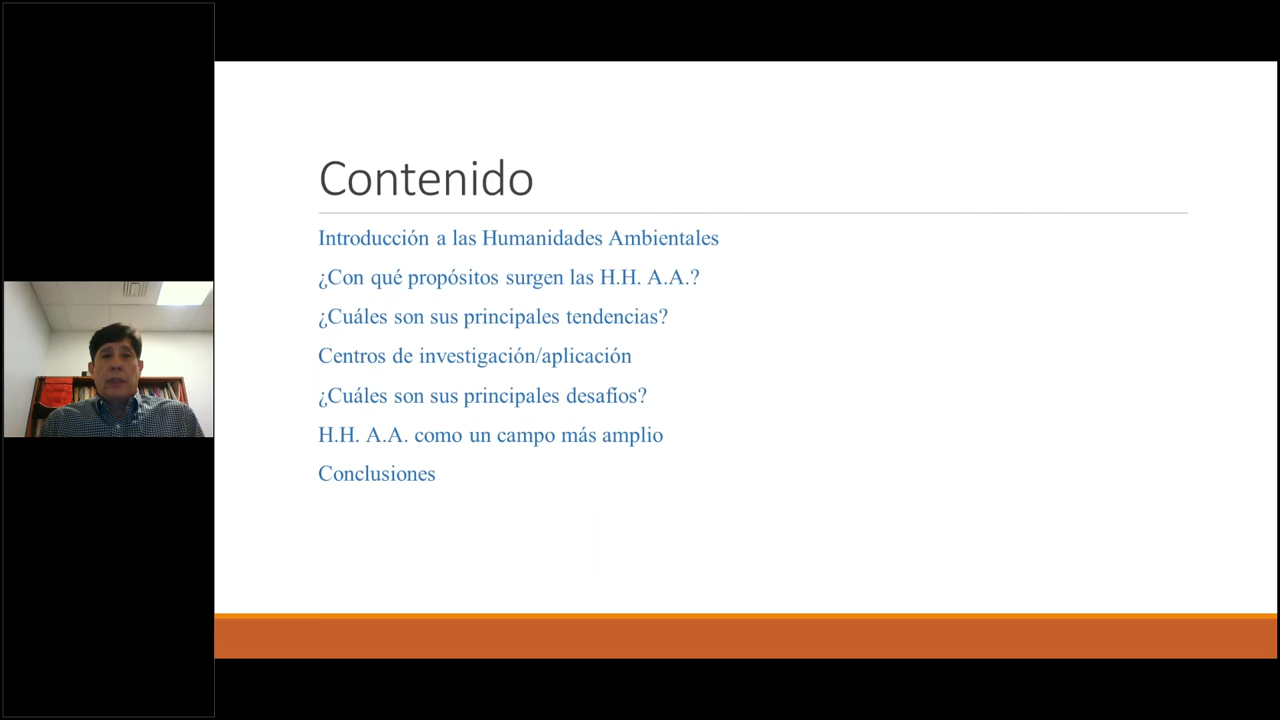 Contenido
Introducción a las Humanidades Ambientales
¿Con qué propósitos surgen las H.H. A.A.?
¿Cuáles son sus principales tendencias?
Centros de investigación/aplicación
¿Cuáles son sus principales desafíos?
H.H. A.A. como un campo más amplio
Conclusiones